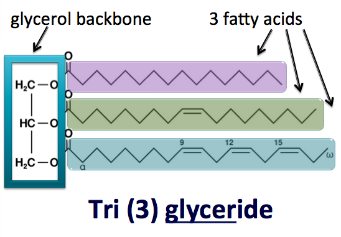 glycerol backbone
3 fatty acids
O
H₂C—O
O
HC—O
O
9 12 15
H₂C—O
α ω
Tri (3) glyceride